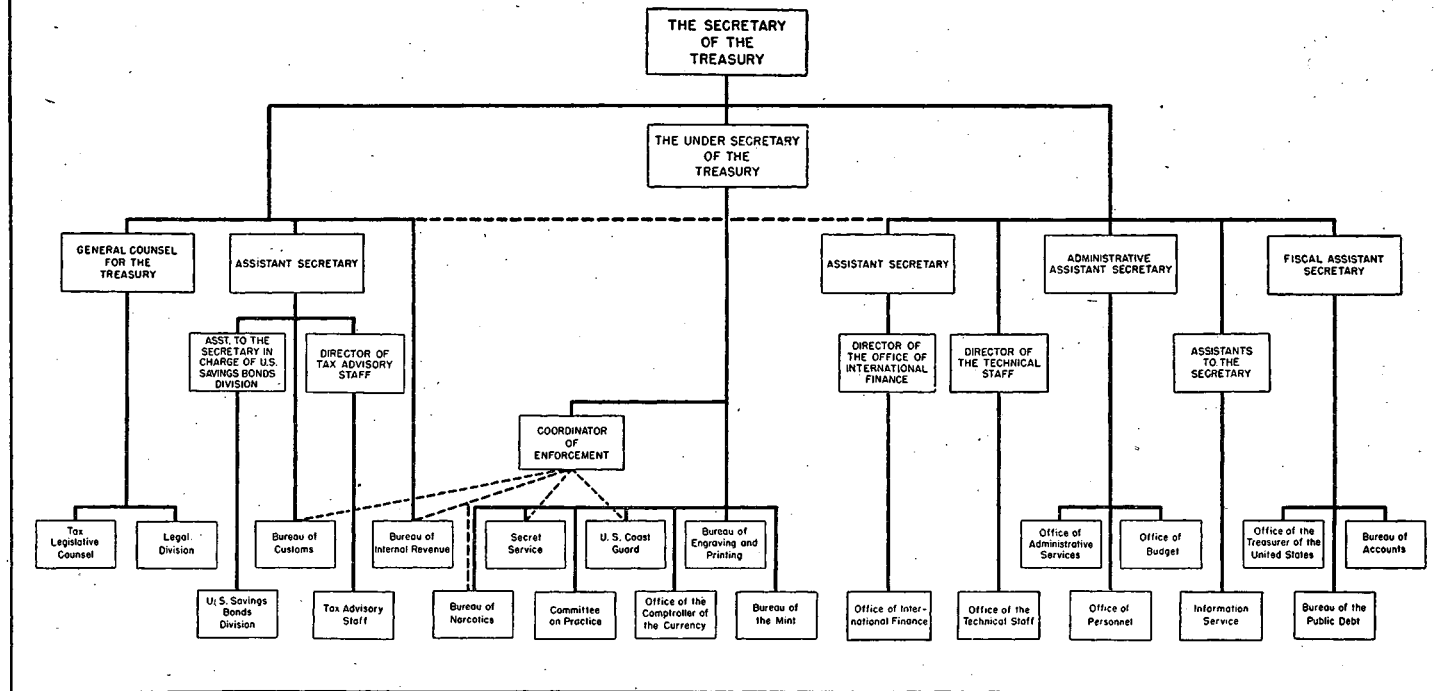 THE SECRETARY
OF THE
TREASURY
THE UNDER SECRETARY
OF THE
TREASURY
GENERAL COUNSEL
FOR THE
TREASURY
ASSISTANT SECRETARY
ASSISTANT SECRETARY
ADMINISTRATIVE
ASSISTANT SECRETARY
FISCAL ASSISTANT
SECRETARY
ASST. TO THE
SECRETARY IN
CHARGE OF U.S.
SAVINGS BONDS
DIVISION
DIRECTOR OF
TAX ADVISORY
STAFF
DIRECTOR OF
THE OFFICE OF
INTERNATIONAL
FINANCE
DIRECTOR OF
THE TECHNICAL
STAFF
ASSISTANTS
TO THE
SECRETARY
COORDINATOR
OF
ENFORCEMENT
Tax
Legislative
Counsel
Legal
Division
Bureau of
Customs
Bureau of
Internal Revenue
Secret
Service
U. S. Coast
Guard
Bureau of
Engraving and
Printing
Office of
Administrative
Services
Office of
Budget
Office of the
Treasurer of the
United States
Bureau of
Accounts
U. S. Savings
Bonds
Division
Tax Advisory
Staff
Bureau of
Narcotics
Committee
on Practice
Office of the
Comptroller of
the Currency
Bureau of
the Mint
Office of Inter-
national Finance
Office of the
Technical Staff
Office of
Personnel
Information
Service
Bureau of the
Public Debt